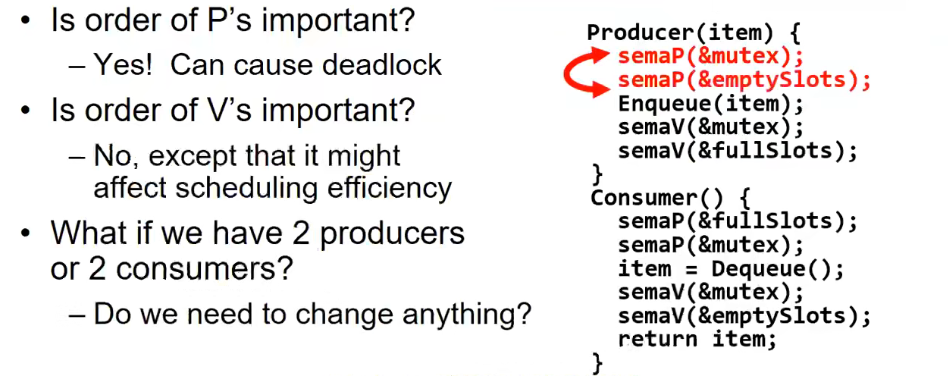 • Is order of P's important?
– Yes! Can cause deadlock
• Is order of V's important?
– No, except that it might
affect scheduling efficiency
• What if we have 2 producers
or 2 consumers?
– Do we need to change anything?
Producer(item) {
semaP(&mutex);
semaP(&emptySlots);
Enqueue(item);
semaV(&mutex);
semaV(&fullSlots);
}
Consumer() {
semaP(&fullSlots);
semaP(&mutex);
item = Dequeue();
semaV(&mutex);
semaV(&emptySlots);
return item;
}